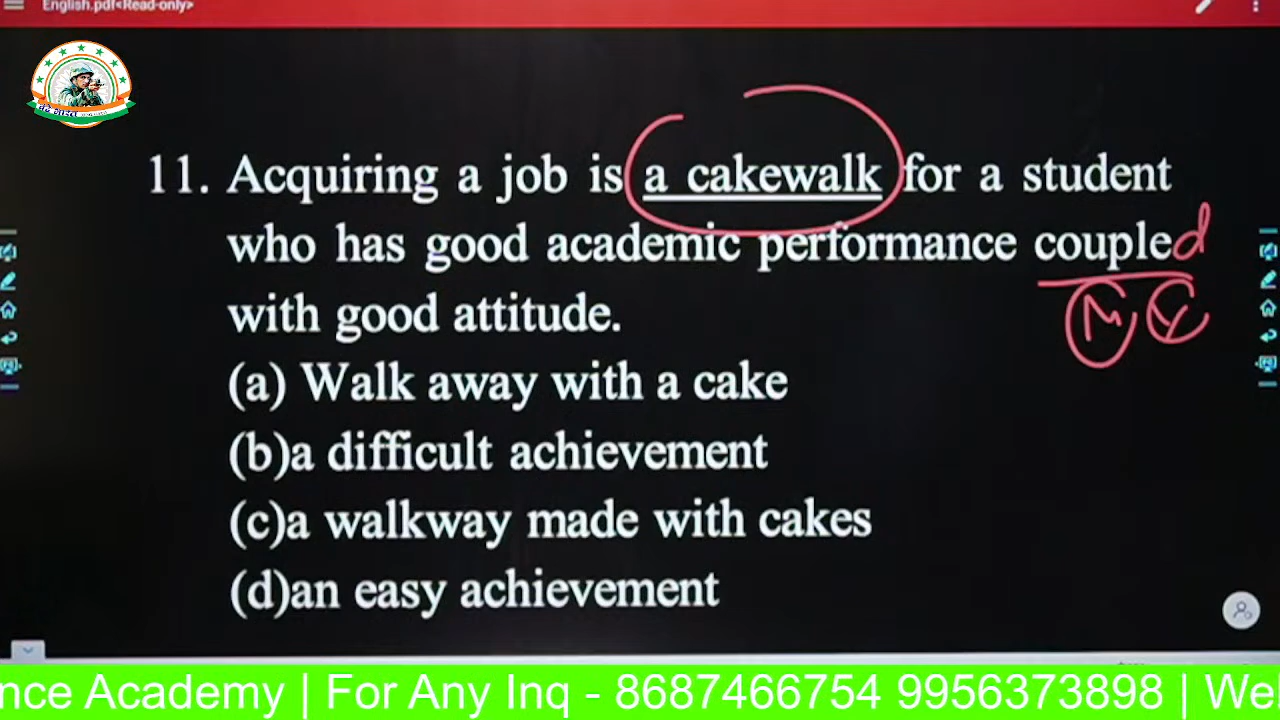 English.pdf<Read-only>
11. Acquiring a job is a cakewalk for a student
who has good academic performance coupled
with good attitude.
(a) Walk away with a cake
(b)a difficult achievement
(c)a walkway made with cakes
(d)an easy achievement
nce Academy | For Any Inq - 8687466754 9956373898 | Wel